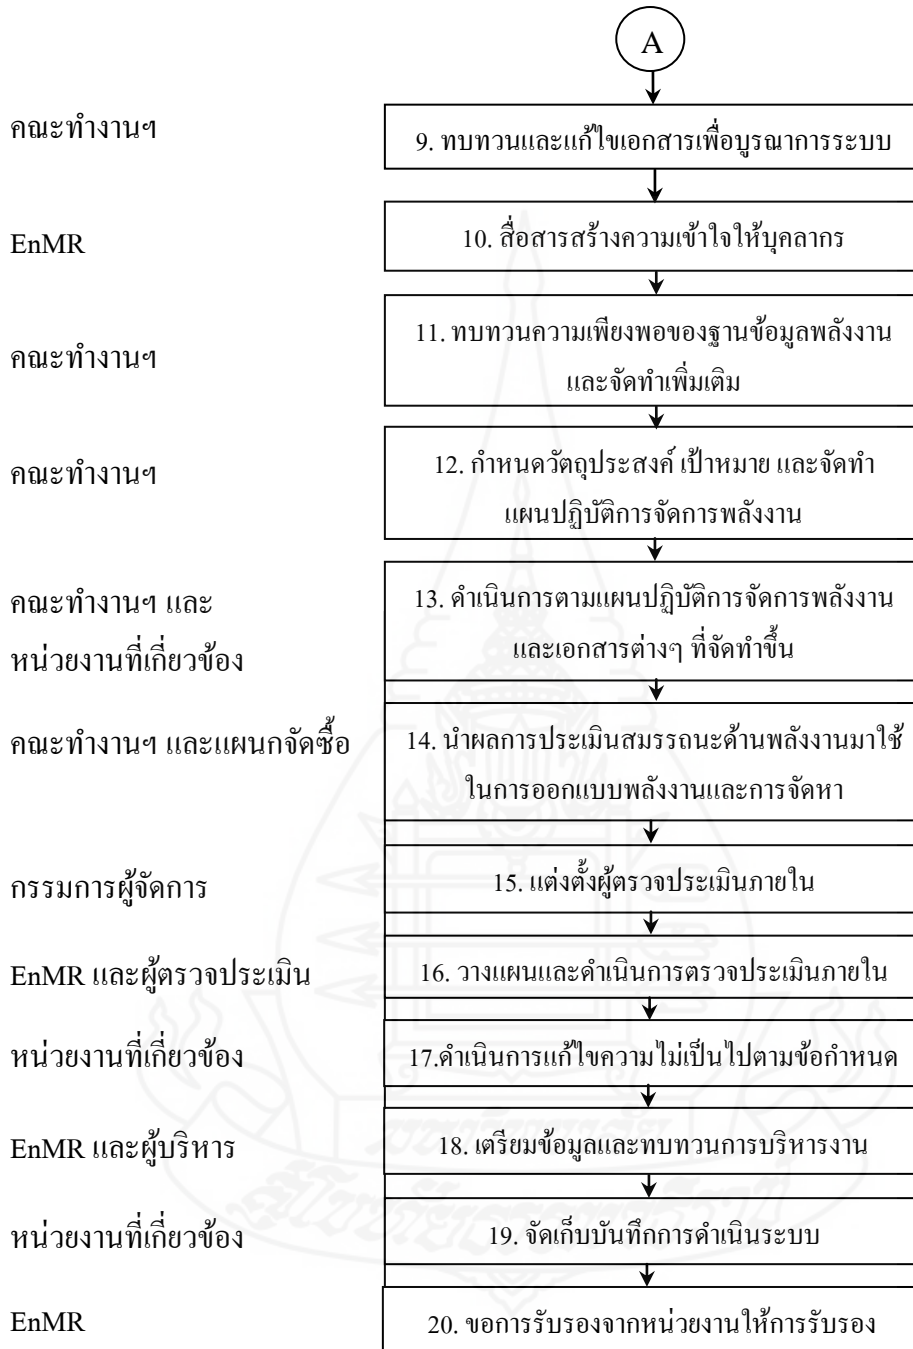 A
คณะทำงานฯ
9. ทบทวนและแก้ไขเอกสารเพื่อบูรณาการระบบ
EnMR
10. สื่อสารสร้างความเข้าใจให้บุคลากร
คณะทำงานฯ
11. ทบทวนความเพียงพอของฐานข้อมูลพลังงาน
และจัดทำเพิ่มเติม
คณะทำงานฯ
12. กำหนดวัตถุประสงค์ เป้าหมาย และจัดทำ
แผนปฏิบัติการจัดการพลังงาน
คณะทำงานฯ และ
หน่วยงานที่เกี่ยวข้อง
13. ดำเนินการตามแผนปฏิบัติการจัดการพลังงาน
และเอกสารต่างๆ ที่จัดทำขึ้น
คณะทำงานฯ และแผนกจัดซื้อ
14. นำผลการประเมินสมรรถนะด้านพลังงานมาใช้
ในการออกแบบพลังงานและการจัดหา
กรรมการผู้จัดการ
15. แต่งตั้งผู้ตรวจประเมินภายใน
EnMR และผู้ตรวจประเมิน
16. วางแผนและดำเนินการตรวจประเมินภายใน
หน่วยงานที่เกี่ยวข้อง
17.ดำเนินการแก้ไขความไม่เป็นไปตามข้อกำหนด
EnMR และผู้บริหาร
18. เตรียมข้อมูลและทบทวนการบริหารงาน
หน่วยงานที่เกี่ยวข้อง
19. จัดเก็บบันทึกการดำเนินระบบ
EnMR
20. ขอการรับรองจากหน่วยงานให้การรับรอง
มหาวิทยาลัย
สุโขทัยธรรมาธิราช